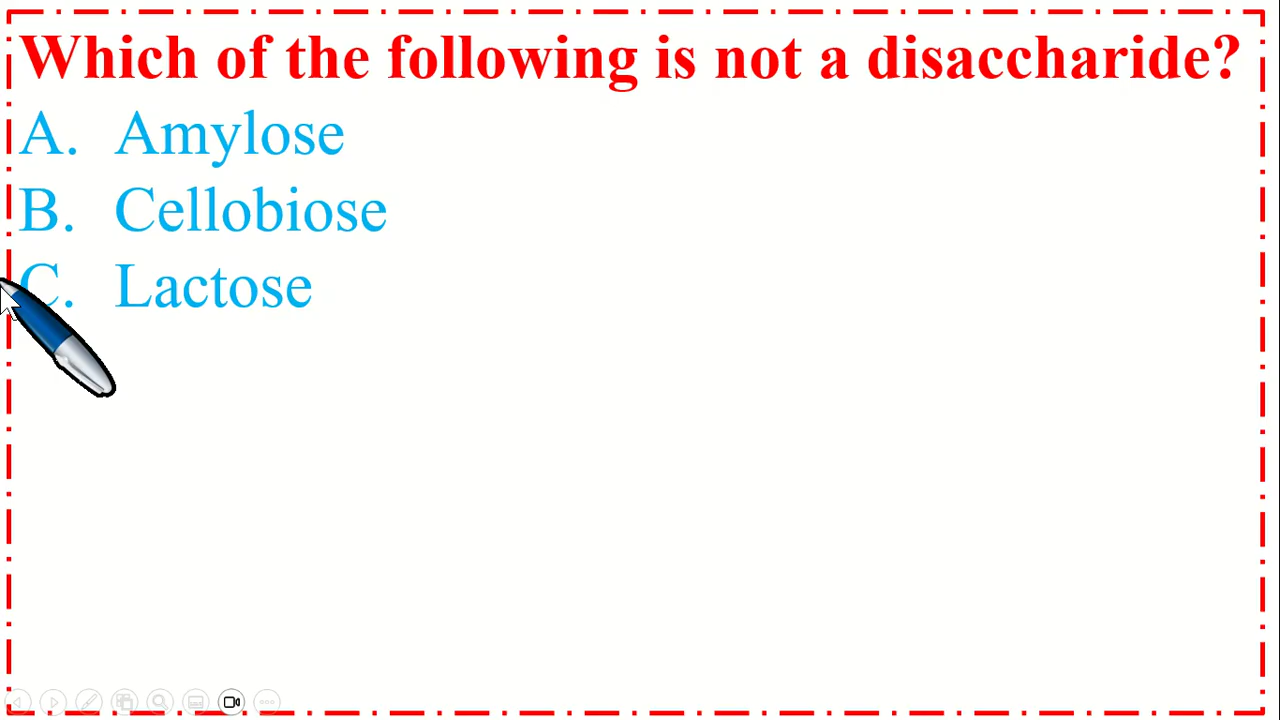 Which of the following is not a disaccharide?
A. Amylose
B. Cellobiose
C. Lactose